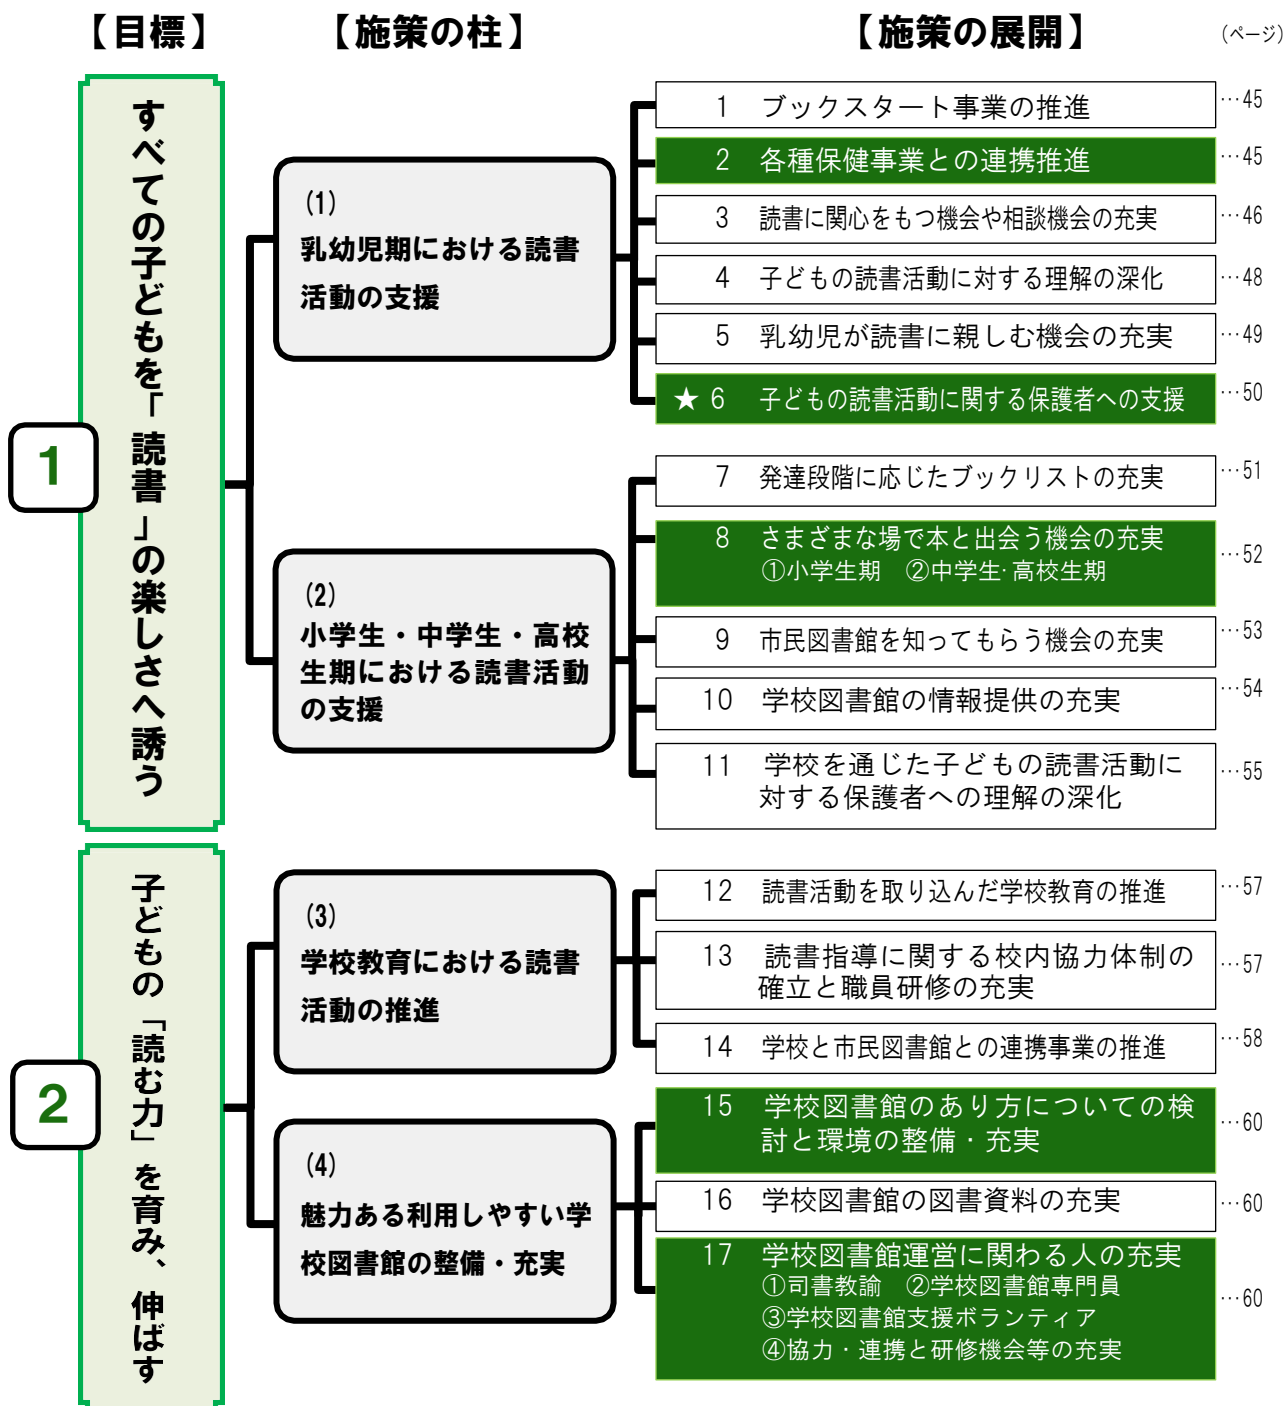 【目標】 【施策の柱】 【施策の展開】 (ページ)
1
すべての子どもを「読書」の楽しさへ誘う
(1)
乳幼児期における読書
活動の支援
1 ブックスタート事業の推進 …45
2 各種保健事業との連携推進 …45
3 読書に関心をもつ機会や相談機会の充実 …46
4 子どもの読書活動に対する理解の深化 …48
5 乳幼児が読書に親しむ機会の充実 …49
★ 6 子どもの読書活動に関する保護者への支援 …50
(2)
小学生・中学生・高校
生期における読書活動
の支援
7 発達段階に応じたブックリストの充実 …51
8 さまざまな場で本と出会う機会の充実
①小学生期 ②中学生・高校生期 …52
9 市民図書館を知ってもらう機会の充実 …53
10 学校図書館の情報提供の充実 …54
11 学校を通じた子どもの読書活動に
対する保護者への理解の深化 …55
2
子どもの「読む力」を育み、伸ばす
(3)
学校教育における読書
活動の推進
12 読書活動を取り込んだ学校教育の推進 …57
13 読書指導に関する校内協力体制の
確立と職員研修の充実 …57
14 学校と市民図書館との連携事業の推進 …58
(4)
魅力ある利用しやすい学
校図書館の整備・充実
15 学校図書館のあり方についての検
討と環境の整備・充実 …60
16 学校図書館の図書資料の充実 …60
17 学校図書館運営に関わる人の充実
①司書教諭 ②学校図書館専門員
③学校図書館支援ボランティア
④協力・連携と研修機会等の充実 …60